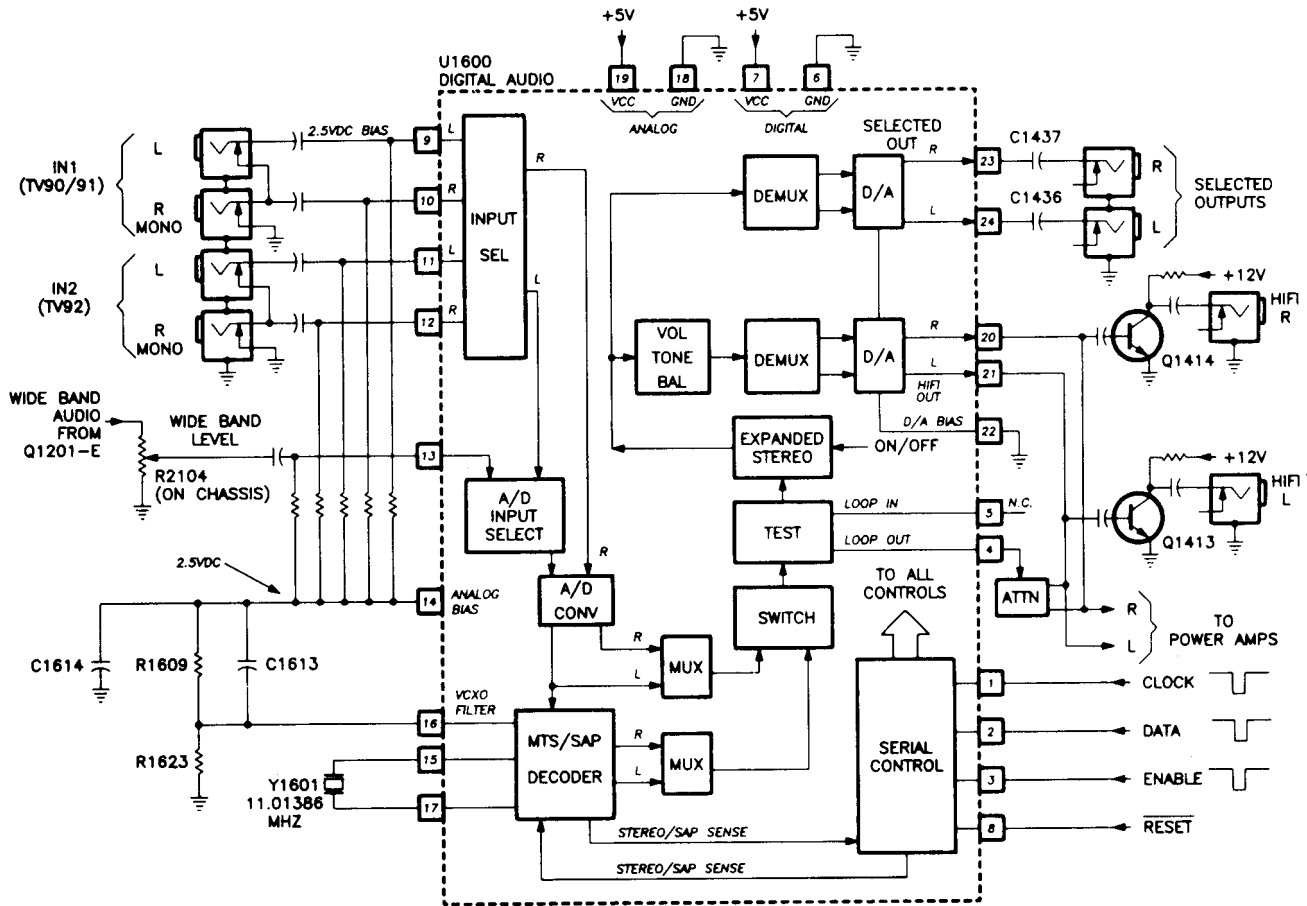 +5V
+5V
U1600
DIGITAL AUDIO
19
18
7
6
VCC
GND
VCC
GND
ANALOG
DIGITAL
IN1
(TV90/91)
L
R
MONO
IN2
(TV92)
L
R
MONO
2.5VDC BIAS
9
L
10
R
11
L
12
R
INPUT
SEL
R
L
SELECTED
OUT
DEMUX
D/A
R
L
23
24
C1437
C1436
R
L
SELECTED
OUTPUTS
VOL
TONE
BAL
DEMUX
D/A
R
L
HIFI
OUT
20
21
+12V
HIFI
R
Q1414
D/A BIAS
22
WIDE BAND
AUDIO
FROM
Q1201-E
WIDE BAND
LEVEL
R2104
(ON CHASSIS)
13
A/D
INPUT
SELECT
R
A/D
CONV
EXPANDED
STEREO
ON/OFF
TEST
LOOP IN
5
N.C.
LOOP OUT
4
+12V
HIFI
L
Q1413
ATTN
R
L
TO
POWER AMPS
SWITCH
TO ALL
CONTROLS
2.5VDC
14
ANALOG
BIAS
C1614
R1609
C1613
R1623
R
L
MUX
16
VCXO
FILTER
15
17
Y1601
11.01386
MHZ
MTS/SAP
DECODER
R
L
MUX
SERIAL
CONTROL
1
CLOCK
2
DATA
3
ENABLE
8
RESET
STEREO/SAP SENSE
STEREO/SAP SENSE